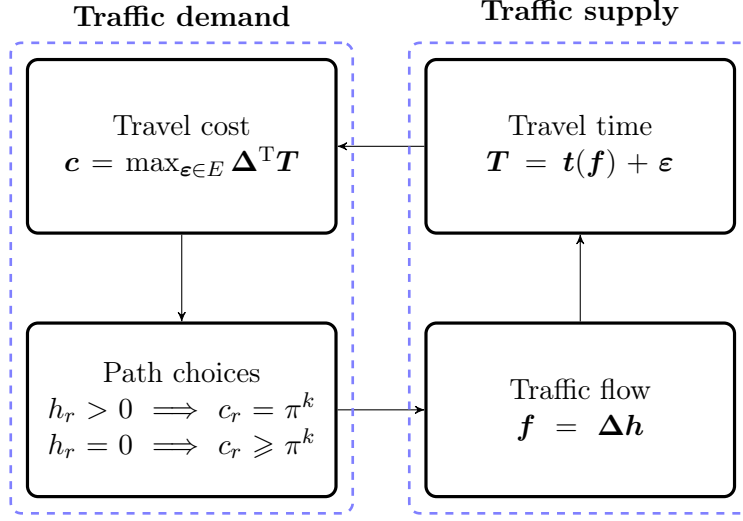 Traffic demand
Traffic supply
Travel cost
c = max_{ε∈E} Δ^T T
Travel time
T = t(f) + ε
Path choices
h_r > 0 ⟹ c_r = π^k
h_r = 0 ⟹ c_r ⩾ π^k
Traffic flow
f = Δh